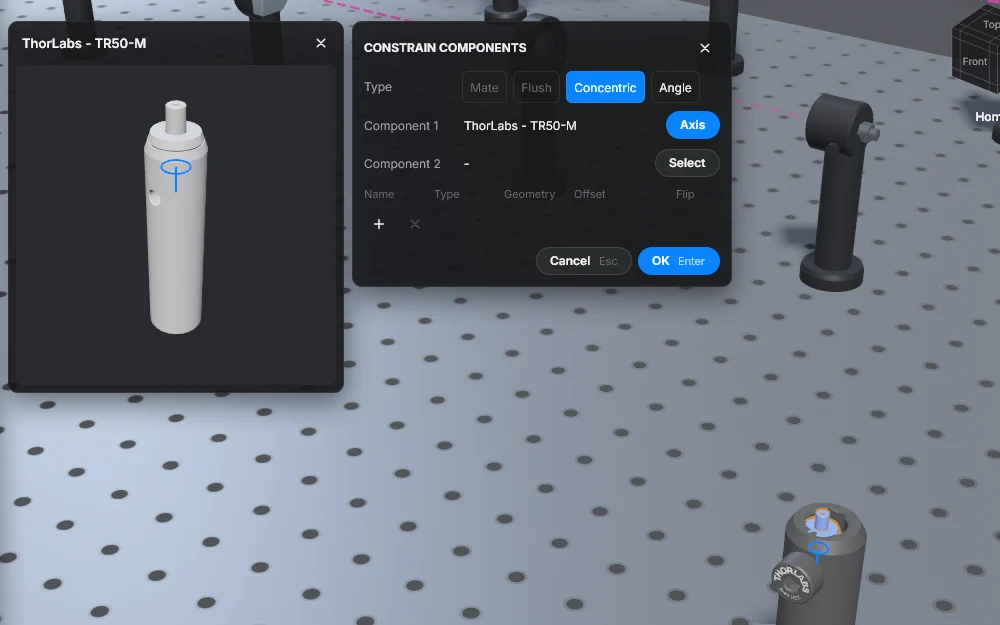 ThorLabs - TR50-M
CONSTRAIN COMPONENTS
Type Mate Flush Concentric Angle
Component 1 ThorLabs - TR50-M Axis
Component 2 - Select
Name Type Geometry Offset Flip
Cancel Esc OK Enter
Top
Front
Hom
THORLABS